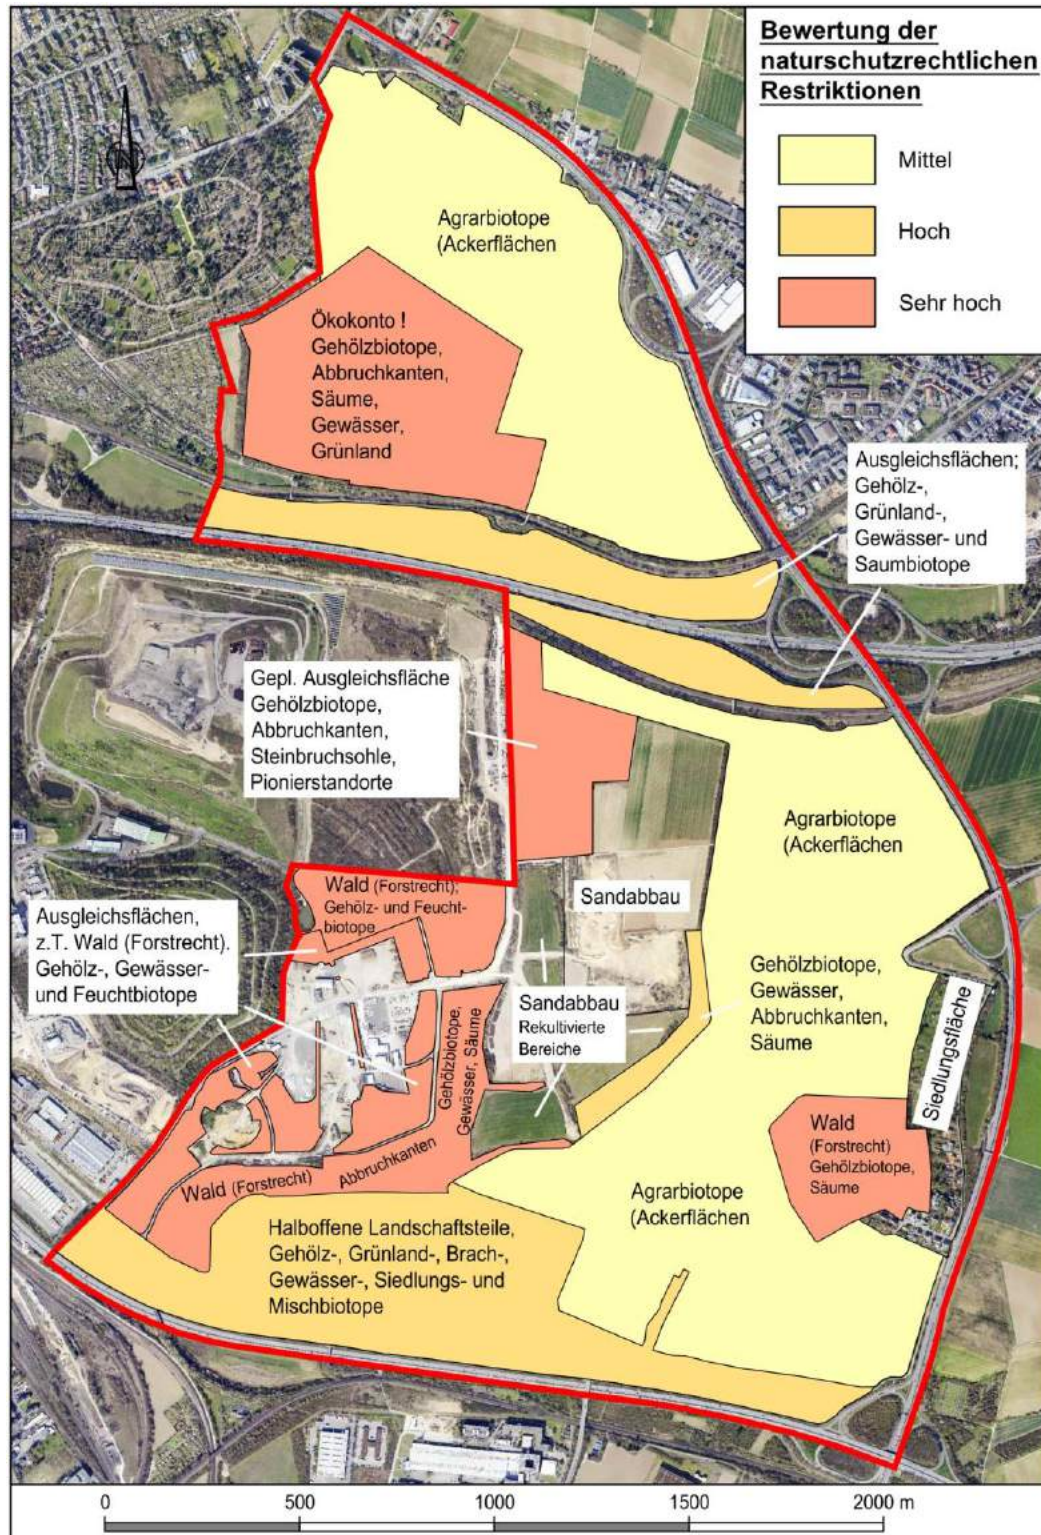 Bewertung der
naturschutzrechtlichen
Restriktionen
Mittel
Hoch
Sehr hoch
N
Agrarbiotope
(Ackerflächen
Ökokonto !
Gehölzbiotope,
Abbruchkanten,
Säume,
Gewässer,
Grünland
Ausgleichsflächen;
Gehölz-,
Grünland-,
Gewässer- und
Saumbiotope
Gepl. Ausgleichsfläche
Gehölzbiotope,
Abbruchkanten,
Steinbruchsohle,
Pionierstandorte
Agrarbiotope
(Ackerflächen
Wald (Forstrecht);
Gehölz- und Feucht-
biotope
Sandabbau
Ausgleichsflächen,
z.T. Wald (Forstrecht).
Gehölz-, Gewässer-
und Feuchtbiotope
Gehölzbiotope,
Gewässer,
Abbruchkanten,
Säume
Sandabbau
Rekultivierte
Bereiche
Siedlungsfläche
Gehölzbiotope,
Gewässer, Säume
Wald
(Forstrecht)
Gehölzbiotope,
Säume
Wald (Forstrecht)
Abbruchkanten
Agrarbiotope
(Ackerflächen
Halboffene Landschaftsteile,
Gehölz-, Grünland-, Brach-,
Gewässer-, Siedlungs- und
Mischbiotope
0 500 1000 1500 2000 m